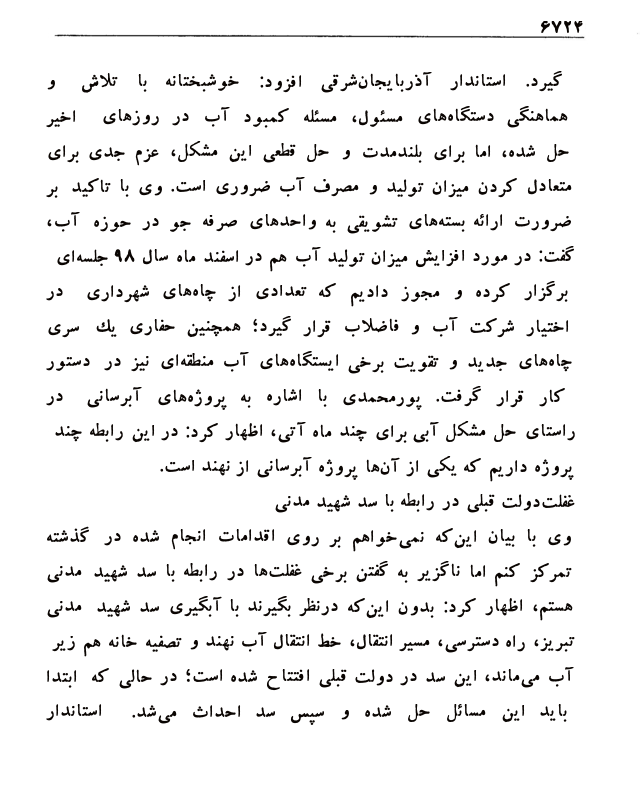 ۶۷۲۴
گیرد. استاندار آذربایجان‌شرقی افزود: خوشبختانه با تلاش و
هماهنگی دستگاه‌های مسئول، مسئله کمبود آب در روزهای اخیر
حل شده، اما برای بلندمدت و حل قطعی این مشکل، عزم جدی برای
متعادل کردن میزان تولید و مصرف آب ضروری است. وی با تاکید بر
ضرورت ارائه بسته‌های تشویقی به واحدهای صرفه جو در حوزه آب،
گفت: در مورد افزایش میزان تولید آب هم در اسفند ماه سال ۹۸ جلسه‌ای
برگزار کرده و مجوز دادیم که تعدادی از چاه‌های شهرداری در
اختیار شرکت آب و فاضلاب قرار گیرد؛ همچنین حفاری یك سری
چاه‌های جدید و تقویت برخی ایستگاه‌های آب منطقه‌ای نیز در دستور
کار قرار گرفت. پورمحمدی با اشاره به پروژه‌های آبرسانی در
راستای حل مشکل آبی برای چند ماه آتی، اظهار کرد: در این رابطه چند
پروژه داریم که یکی از آن‌ها پروژه آبرسانی از نهند است.
غفلت‌دولت قبلی در رابطه با سد شهید مدنی
وی با بیان این‌که نمی‌خواهم بر روی اقدامات انجام شده در گذشته
تمرکز کنم اما ناگزیر به گفتن برخی غفلت‌ها در رابطه با سد شهید مدنی
هستم، اظهار کرد: بدون این‌که درنظر بگیرند با آبگیری سد شهید مدنی
تبریز، راه دسترسی، مسیر انتقال، خط انتقال آب نهند و تصفیه خانه هم زیر
آب می‌ماند، این سد در دولت قبلی افتتاح شده است؛ در حالی که ابتدا
باید این مسائل حل شده و سپس سد احداث می‌شد. استاندار